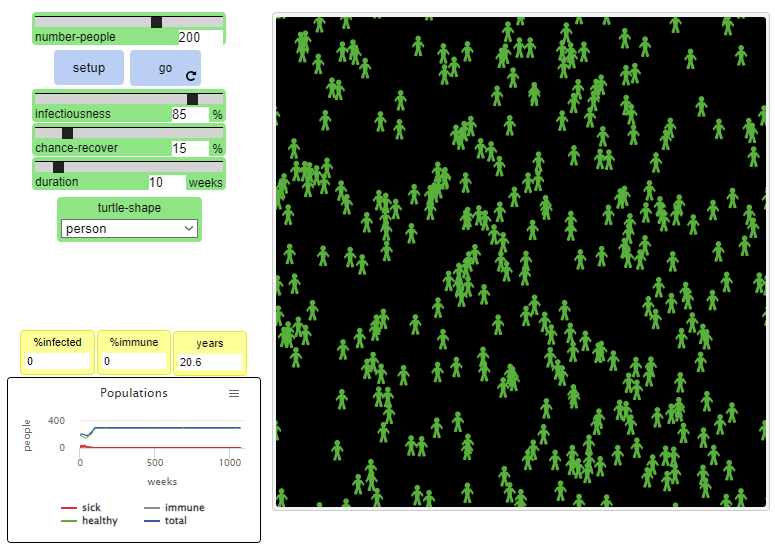 number-people 200
setup go
infectiousness 85 %
chance-recover 15 %
duration 10 weeks
turtle-shape
person
%infected %immune years
0 0 20.6
Populations
people
400
0
0 500 1000
weeks
sick immune
healthy total